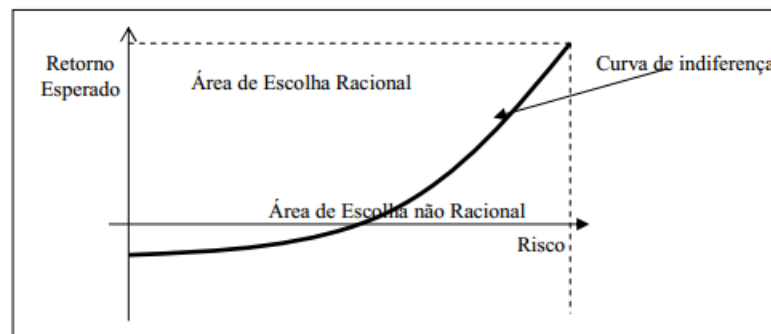 Retorno
Esperado
Área de Escolha Racional
Curva de indiferença
Área de Escolha não Racional
Risco